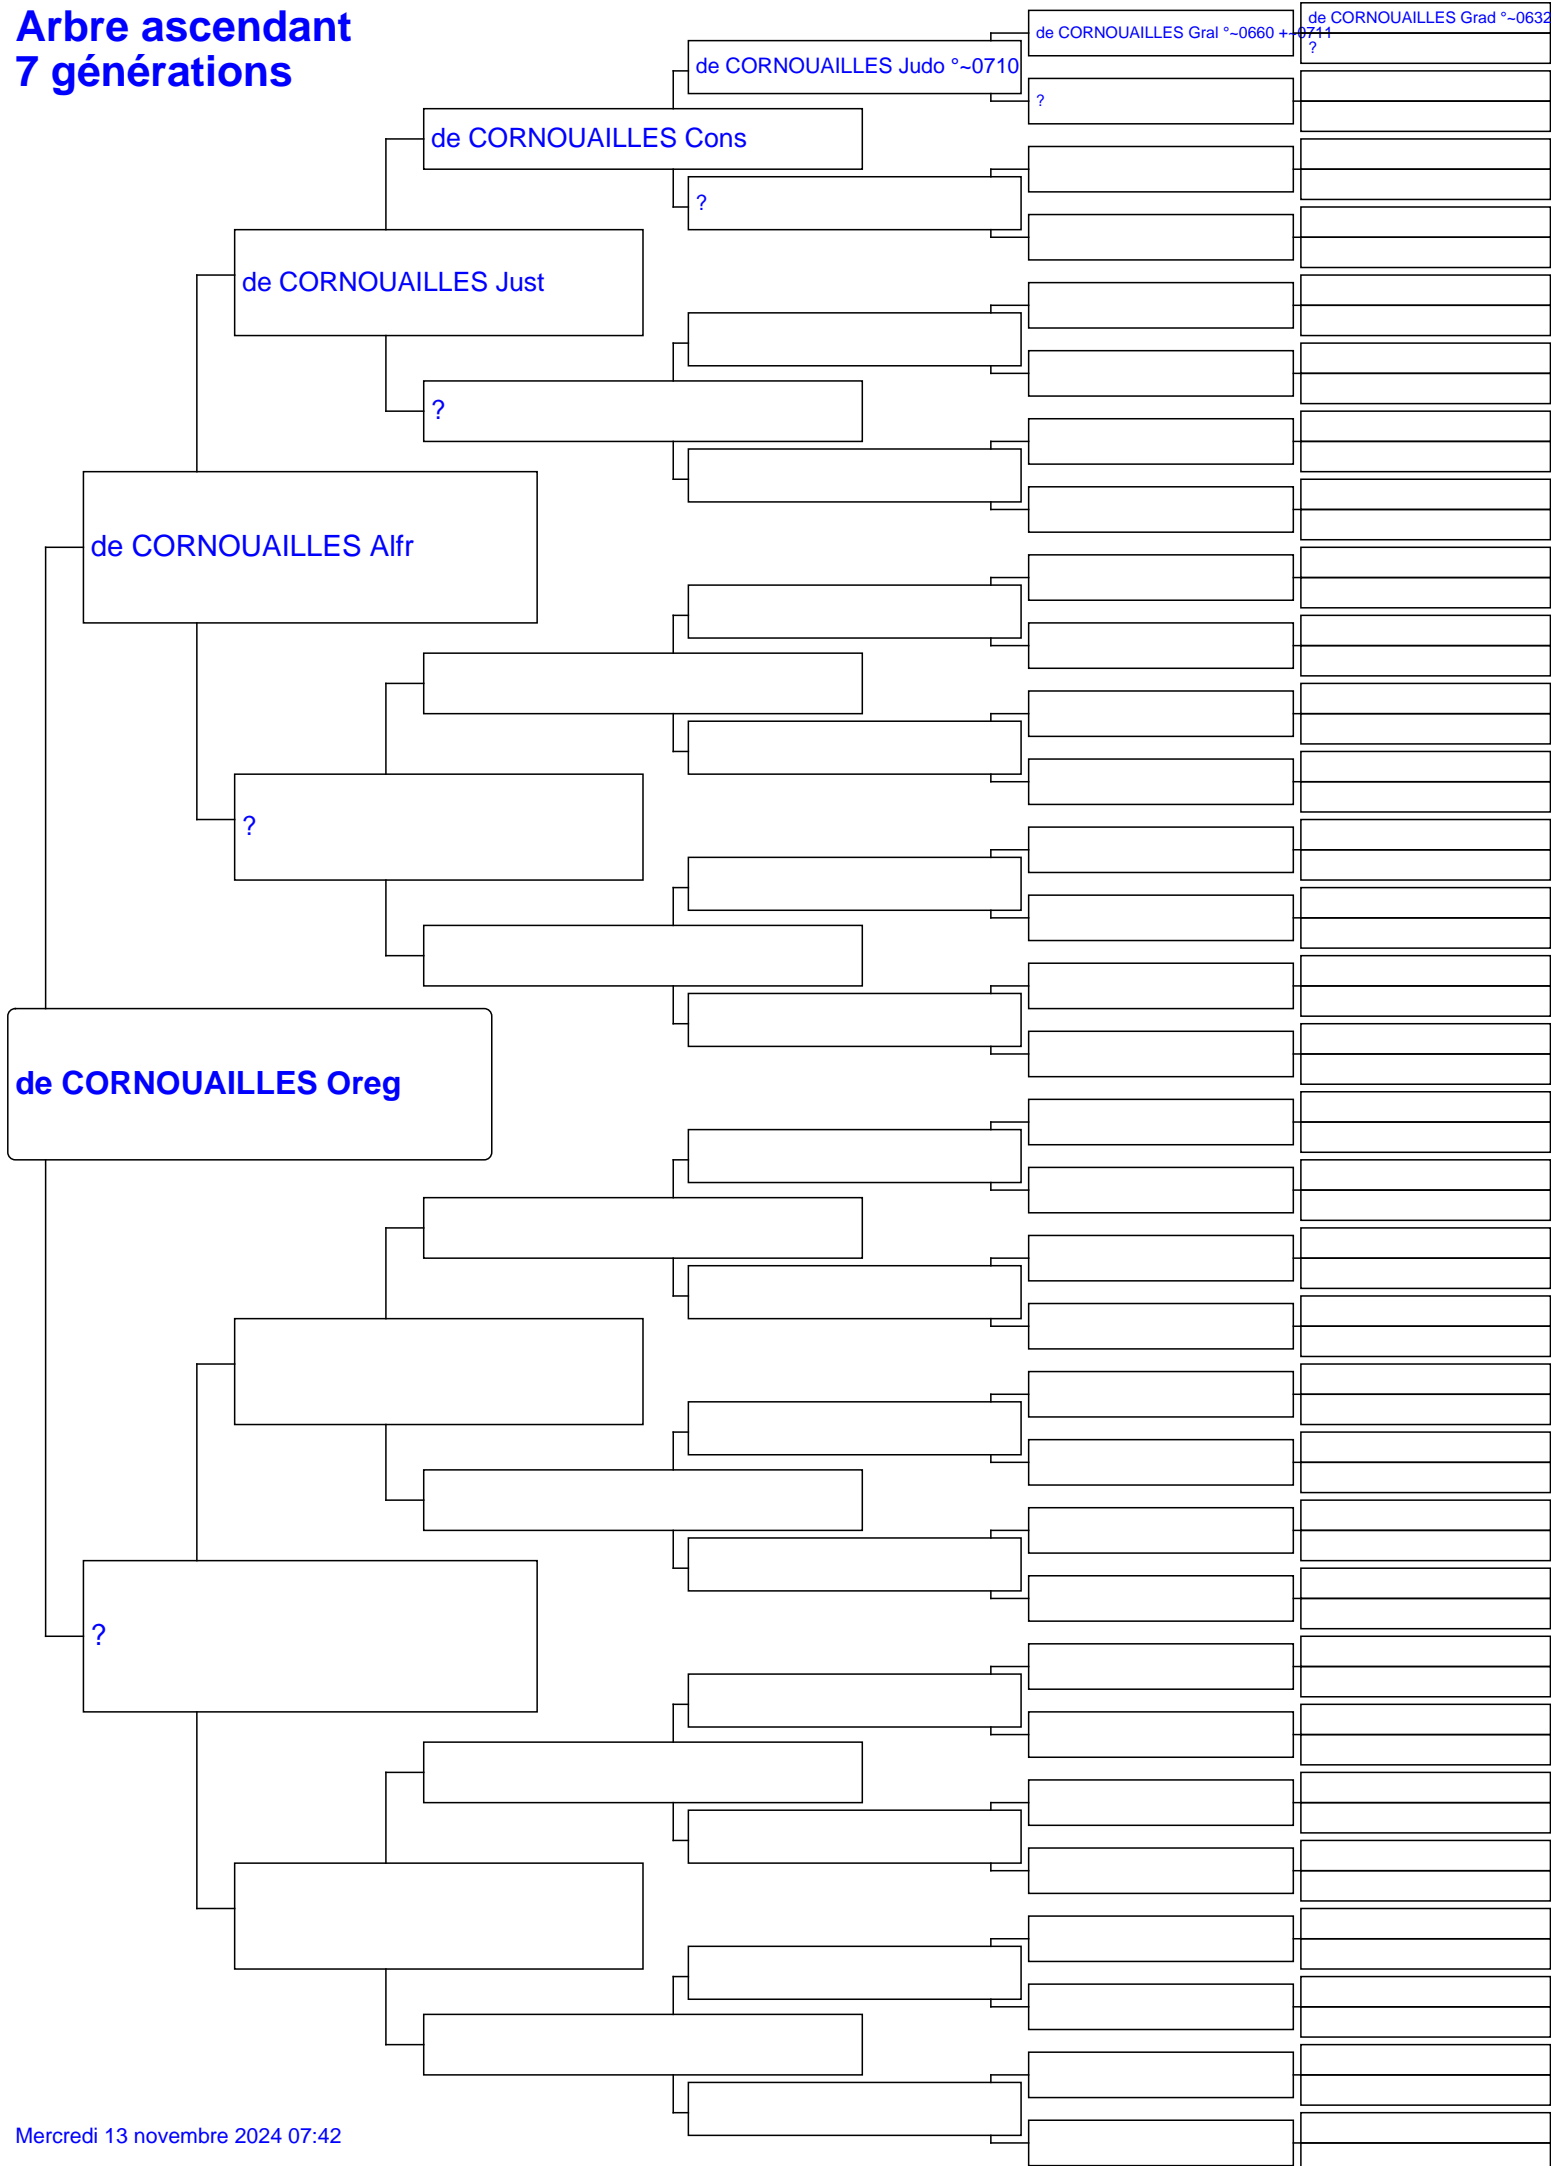 Arbre ascendant
7 générations
de CORNOUAILLES Grad °~0632
?
de CORNOUAILLES Gral °~0660 +~0711
?
de CORNOUAILLES Judo °~0710
?
de CORNOUAILLES Cons
?
de CORNOUAILLES Just
?
de CORNOUAILLES Alfr
?
de CORNOUAILLES Oreg
Mercredi 13 novembre 2024 07:42